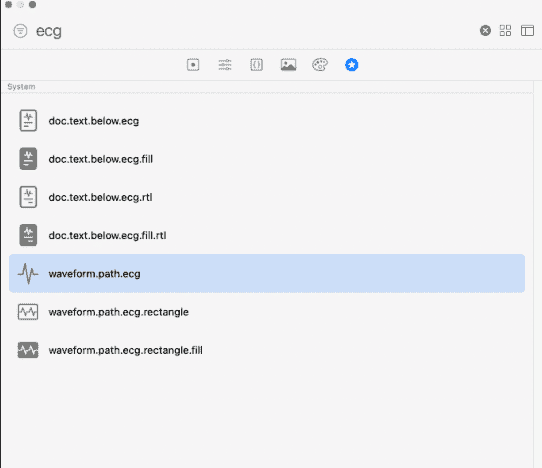 ecg
System
doc.text.below.ecg
doc.text.below.ecg.fill
doc.text.below.ecg.rtl
doc.text.below.ecg.fill.rtl
waveform.path.ecg
waveform.path.ecg.rectangle
waveform.path.ecg.rectangle.fill